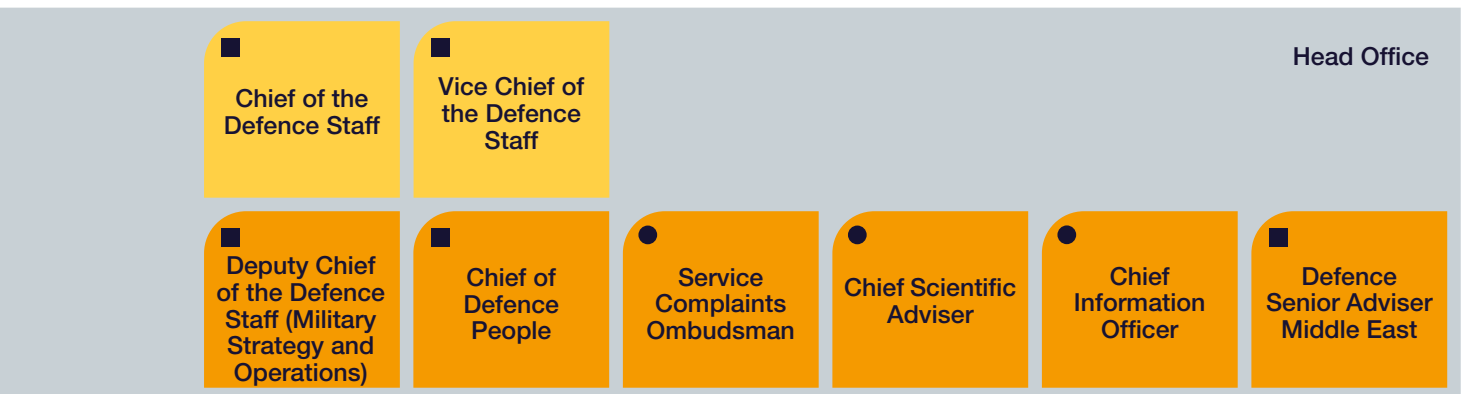 Head Office
Chief of the
Defence Staff
Vice Chief of
the Defence
Staff
Deputy Chief
of the Defence
Staff (Military
Strategy and
Operations)
Chief of
Defence
People
Service
Complaints
Ombudsman
Chief Scientific
Adviser
Chief
Information
Officer
Defence
Senior Adviser
Middle East